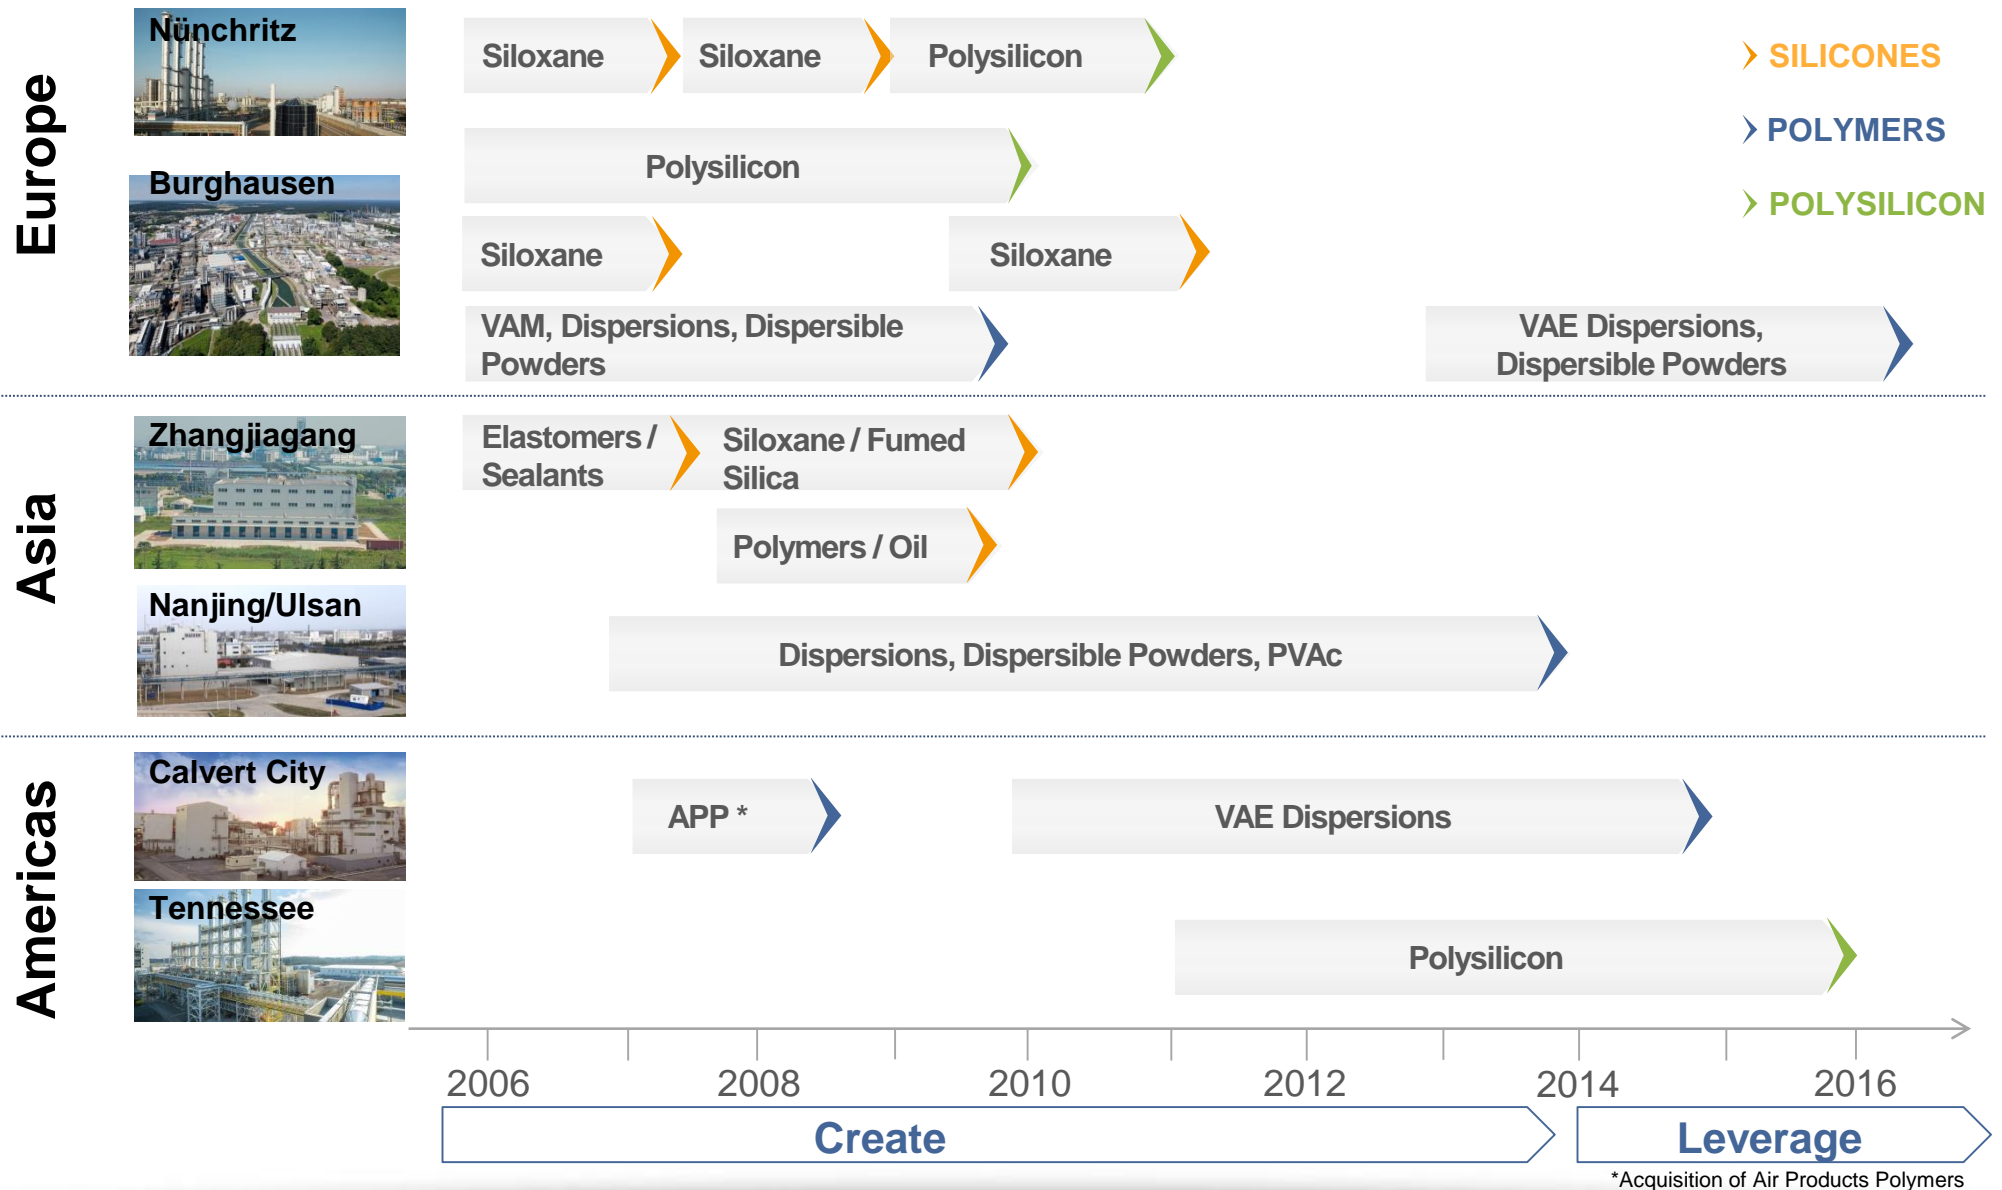 Europe
Nünchritz
Siloxane
Siloxane
Polysilicon
SILICONES
POLYMERS
POLYSILICON
Polysilicon
Burghausen
Siloxane
Siloxane
VAM, Dispersions, Dispersible
Powders
VAE Dispersions,
Dispersible Powders
Asia
Zhangjiagang
Elastomers /
Sealants
Siloxane / Fumed
Silica
Polymers / Oil
Nanjing/Ulsan
Dispersions, Dispersible Powders, PVAc
Americas
Calvert City
APP *
VAE Dispersions
Tennessee
Polysilicon
2006
2008
2010
2012
2014
2016
Create
Leverage
*Acquisition of Air Products Polymers